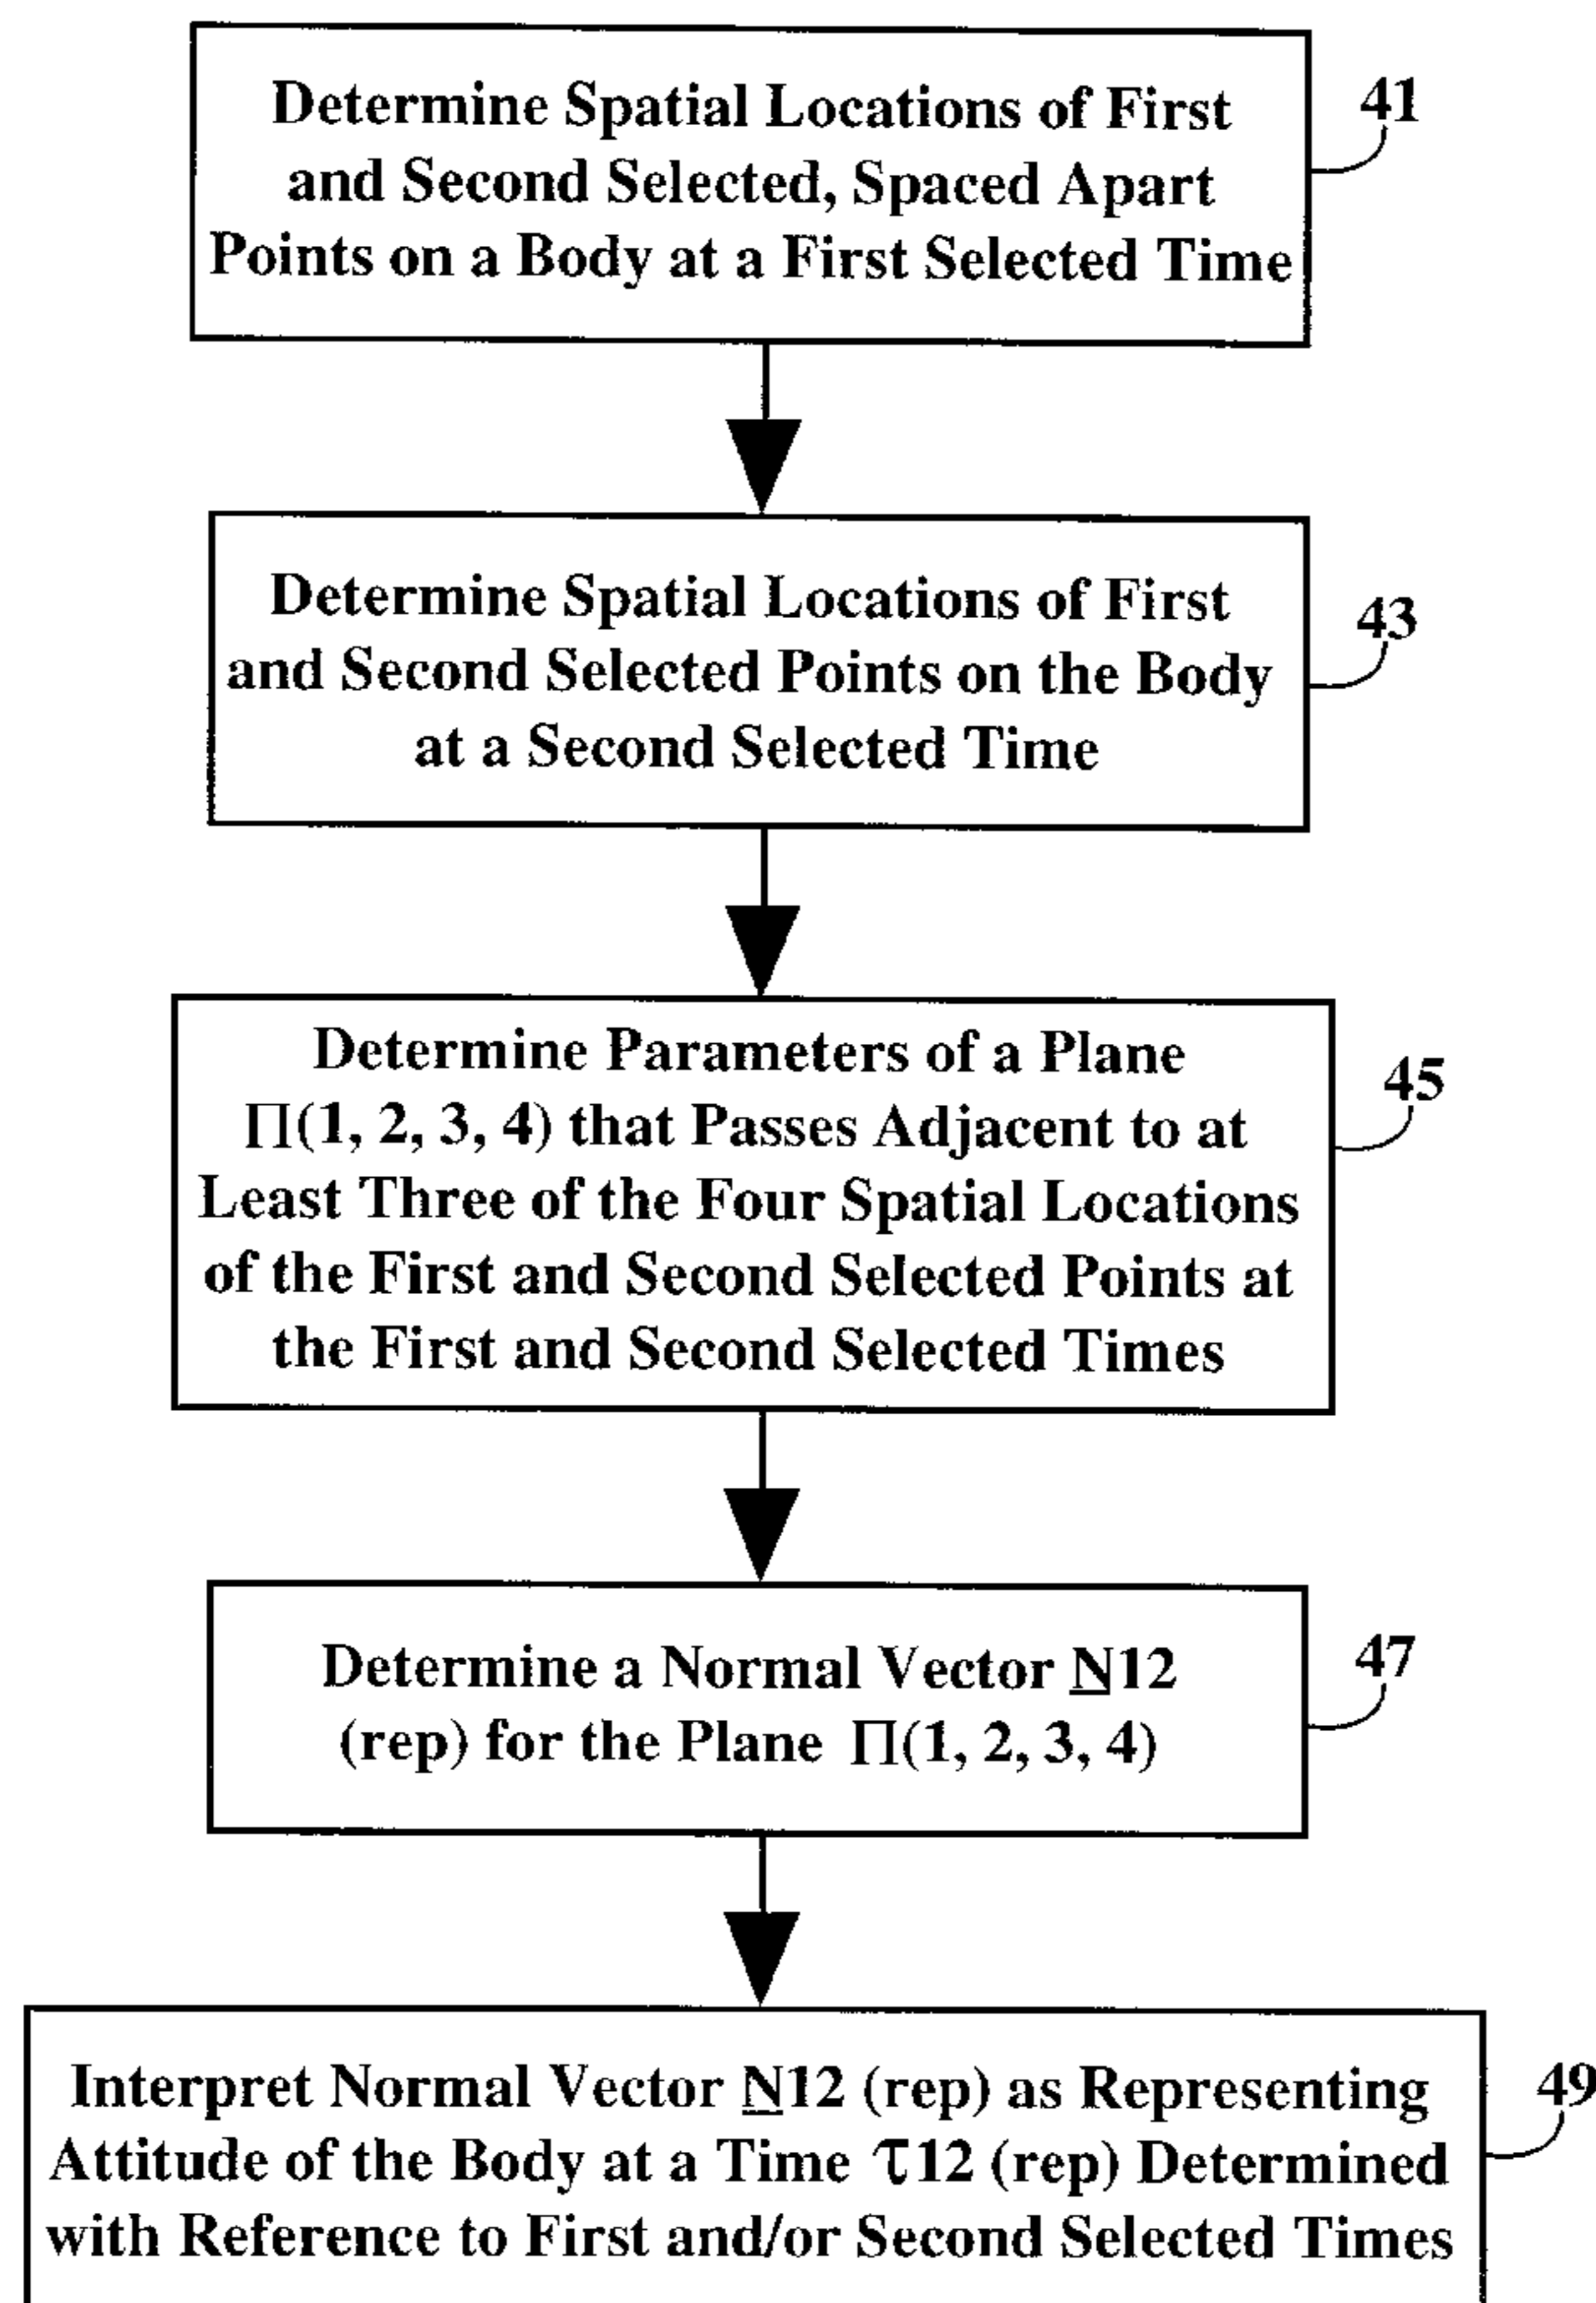 Determine Spatial Locations of First
and Second Selected, Spaced Apart
Points on a Body at a First Selected Time
41
Determine Spatial Locations of First
and Second Selected Points on the Body
at a Second Selected Time
43
Determine Parameters of a Plane
Π(1, 2, 3, 4) that Passes Adjacent to at
Least Three of the Four Spatial Locations
of the First and Second Selected Points at
the First and Second Selected Times
45
Determine a Normal Vector N12
(rep) for the Plane Π(1, 2, 3, 4)
47
Interpret Normal Vector N12 (rep) as Representing
Attitude of the Body at a Time τ12 (rep) Determined
with Reference to First and/or Second Selected Times
49